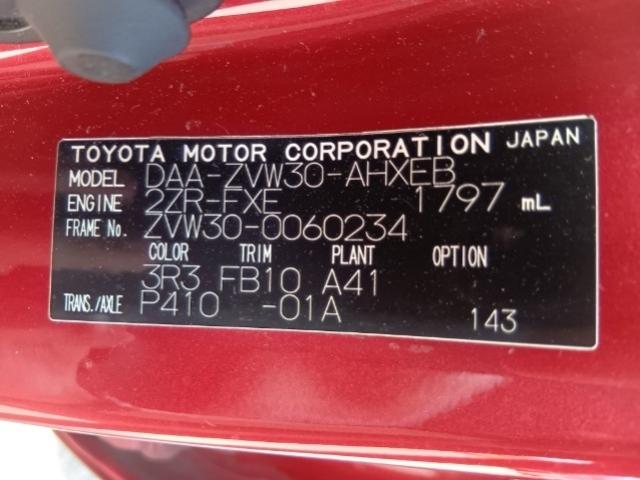 TOYOTA MOTOR CORPORATION JAPAN
MODEL DAA-ZVW30-AHXEB
ENGINE 2ZR-FXE 1797 mL
FRAME No. ZVW30-0060234
COLOR TRIM PLANT OPTION
3R3 FB10 A41
TRANS./AXLE P410 -01A
143